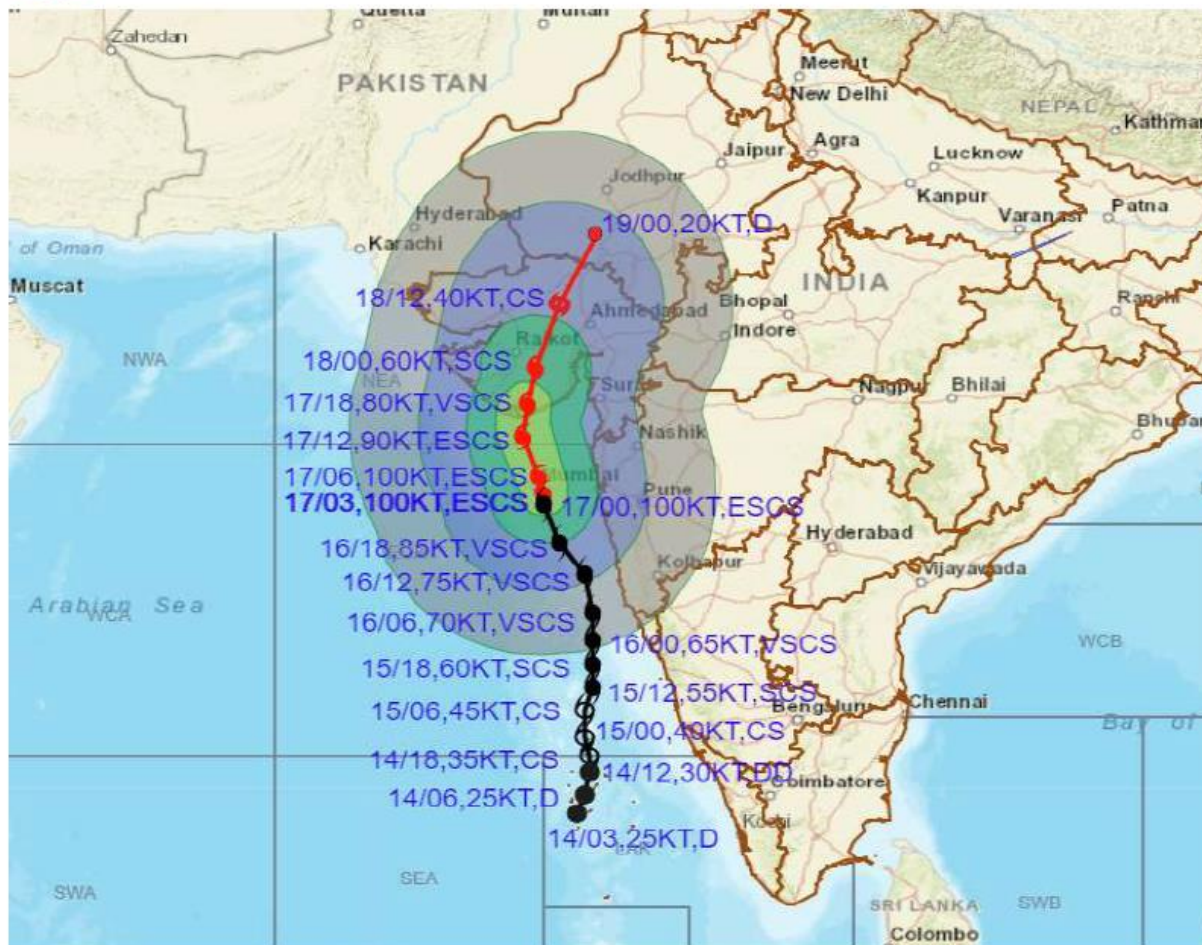 Quetta
Multan
Zahedan
Meerut
New Delhi
PAKISTAN
NEPAL
Kathmar
Jaipur
Agra
Lucknow
Kanpur
Jodhpur
Hyderabad
Varanasi
Patna
19/00,20KT,D
Karachi
of Oman
Muscat
INDIA
18/12,40KT,CS
Bhopal
Ranchi
Ahmedabad
Indore
NWA
Rajkot
18/00,60KT,SCS
NEA
Surat
Nagpur
Bhilai
17/18,80KT,VSCS
Bhubar
17/12,90KT,ESCS
Nashik
17/06,100KT,ESCS
Mumbai
17/03,100KT,ESCS
Pune
17/00,100KT,ESCS
Hyderabad
16/18,85KT,VSCS
Kolhapur
16/12,75KT,VSCS
Vijayawada
Arabian Sea
WCA
16/06,70KT,VSCS
16/00,65KT,VSCS
WCB
15/18,60KT,SCS
15/12,55KT,SCS
Chennai
15/06,45KT,CS
15/00,40KT,CS
Bengaluru
Bay of
14/18,35KT,CS
14/12,30KT,DD
Coimbatore
14/06,25KT,D
Kochi
14/03,25KT,D
SEA
SWA
SRI LANKA
SWB
Colombo